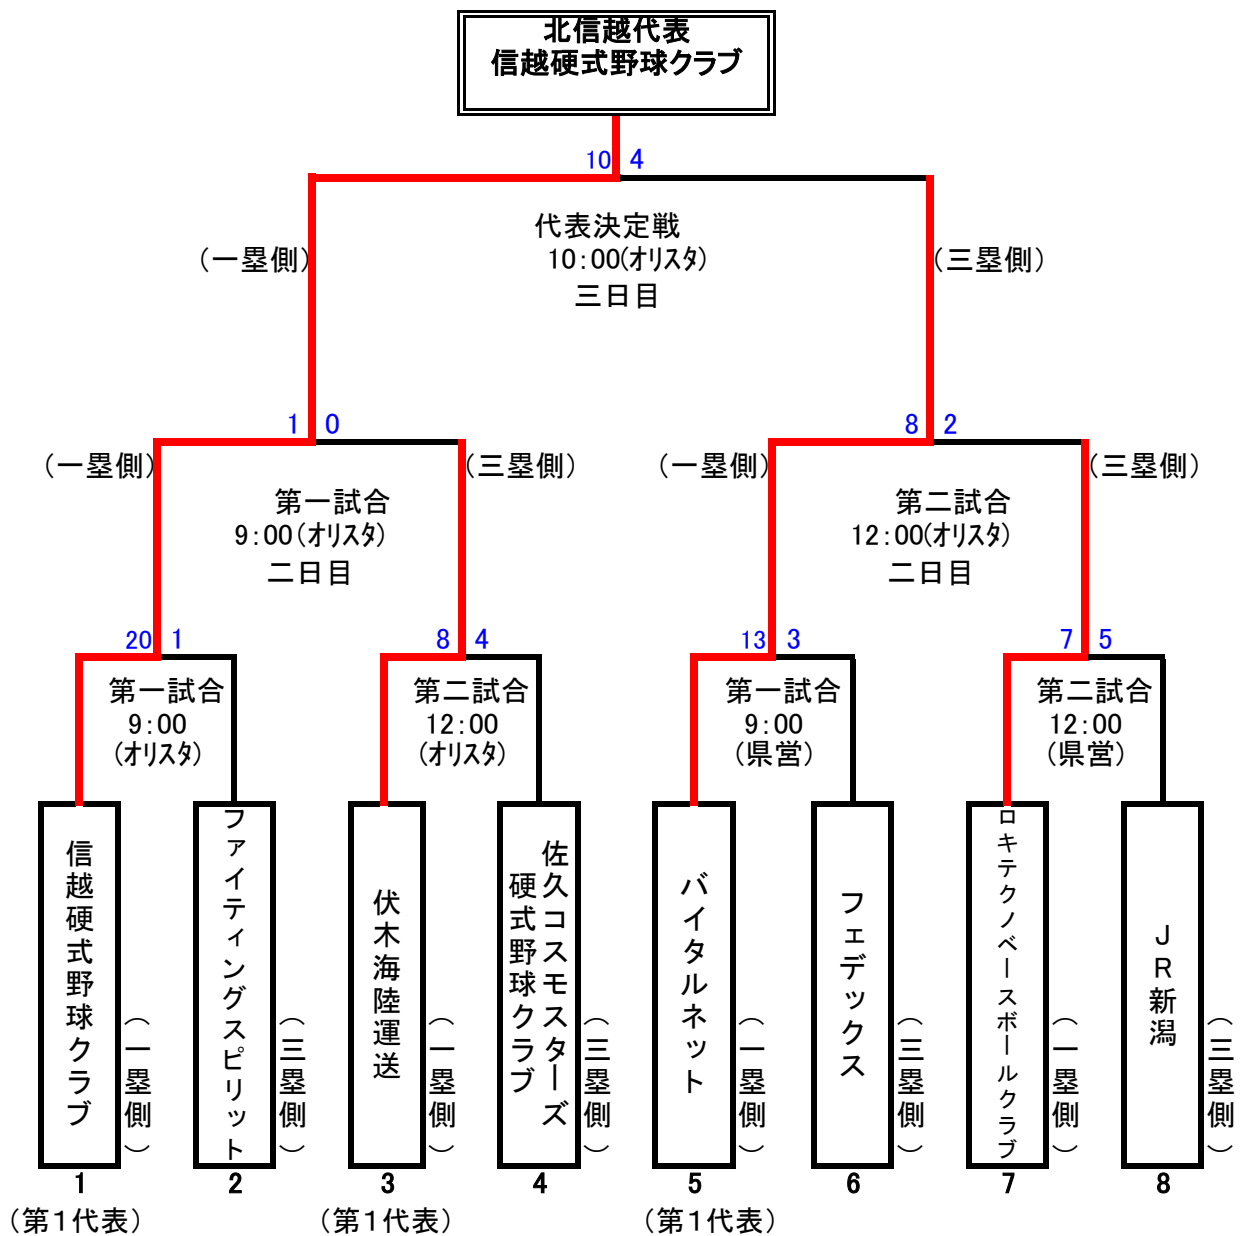 北信越代表
信越硬式野球クラブ
10 4
代表決定戦
(一塁側)
10:00(オリスタ)
(三塁側)
三日目
1 0
8 2
(一塁側)
(三塁側)
(一塁側)
(三塁側)
第一試合
9:00(オリスタ)
二日目
第二試合
12:00(オリスタ)
二日目
20 1
8 4
13 3
7 5
第一試合
9:00
(オリスタ)
第二試合
12:00
(オリスタ)
第一試合
9:00
(県営)
第二試合
12:00
(県営)
信越硬式野球クラブ
(一塁側)
ファイティングスピリット
(三塁側)
伏木海陸運送
(一塁側)
佐久コスモスターズ
硬式野球クラブ
(三塁側)
バイタルネット
(一塁側)
フェデックス
(三塁側)
ロキテクノベースボールクラブ
(一塁側)
JR新潟
(三塁側)
1 2 3 4 5 6 7 8
(第1代表)
(第1代表)
(第1代表)